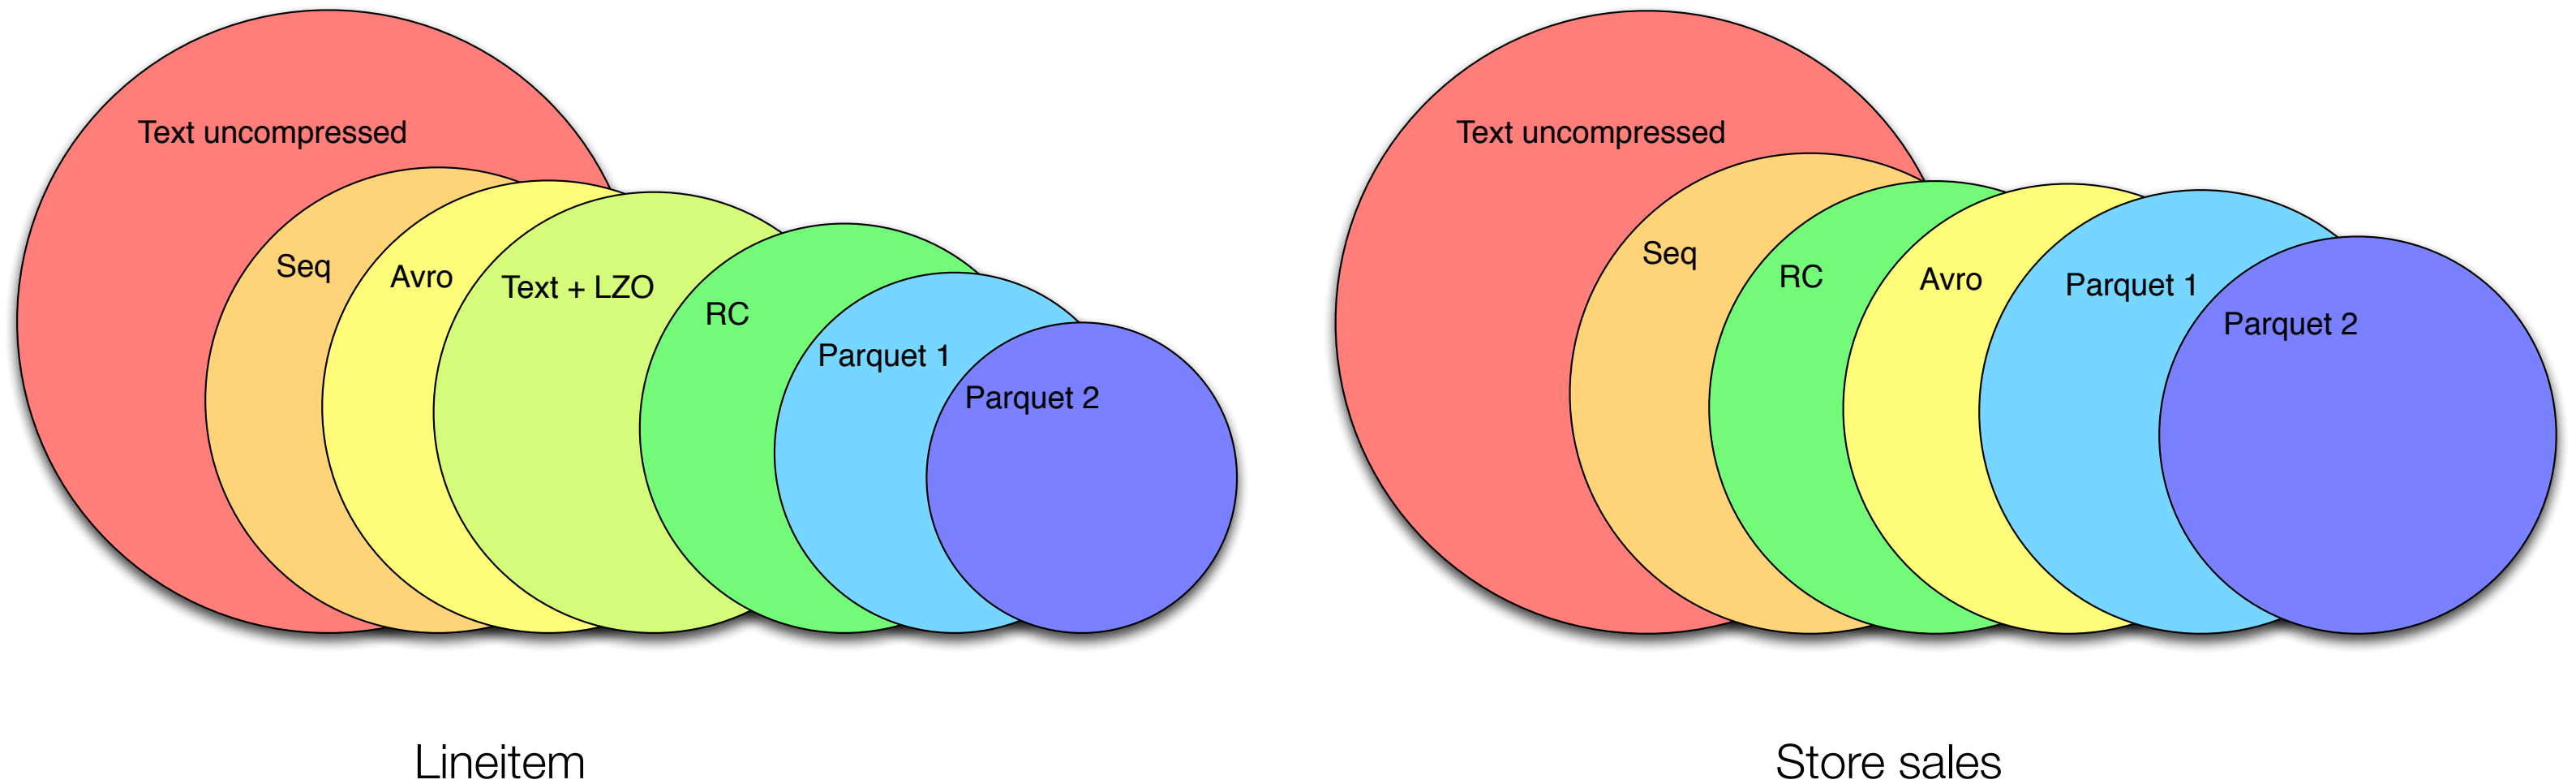 Text uncompressed
Seq
Avro
Text + LZO
RC
Parquet 1
Parquet 2
Lineitem
Text uncompressed
Seq
RC
Avro
Parquet 1
Parquet 2
Store sales